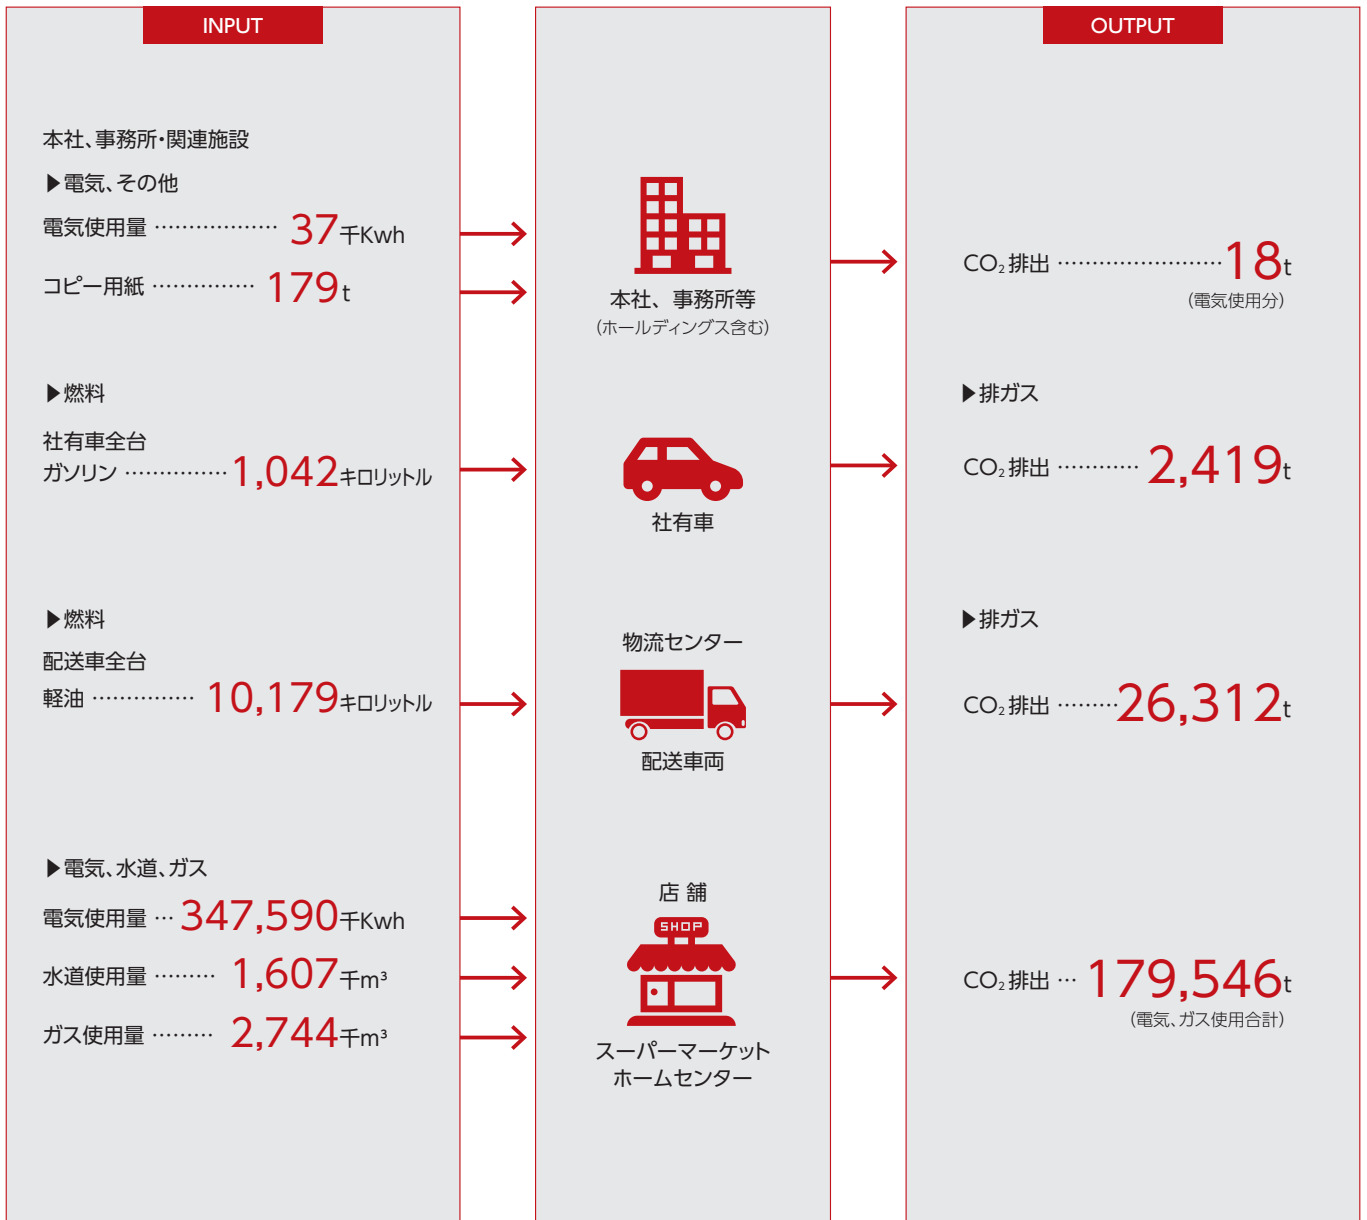 INPUT
本社、事務所・関連施設
▶電気、その他
電気使用量 ……………… 37千Kwh
コピー用紙 …………… 179t
▶燃料
社有車全台
ガソリン …………… 1,042キロリットル
▶燃料
配送車全台
軽油 …………… 10,179キロリットル
▶電気、水道、ガス
電気使用量 … 347,590千Kwh
水道使用量 ……… 1,607千m³
ガス使用量 ……… 2,744千m³
本社、事務所等
(ホールディングス含む)
社有車
物流センター
配送車両
店 舗
SHOP
スーパーマーケット
ホームセンター
OUTPUT
CO₂排出 ……………………18t
(電気使用分)
▶排ガス
CO₂排出 ………… 2,419t
▶排ガス
CO₂排出 ………26,312t
CO₂排出 … 179,546t
(電気、ガス使用合計)